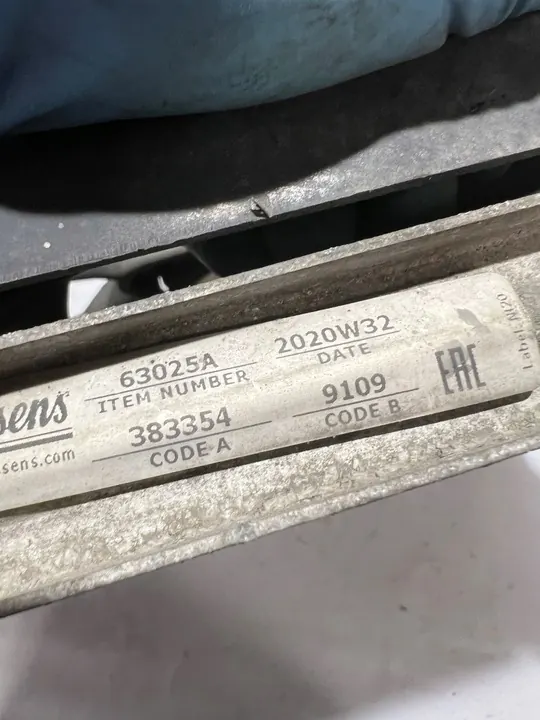 sens
sens.com
63025A
ITEM NUMBER
383354
CODE A
2020W32
DATE
9109
CODE B
EAC